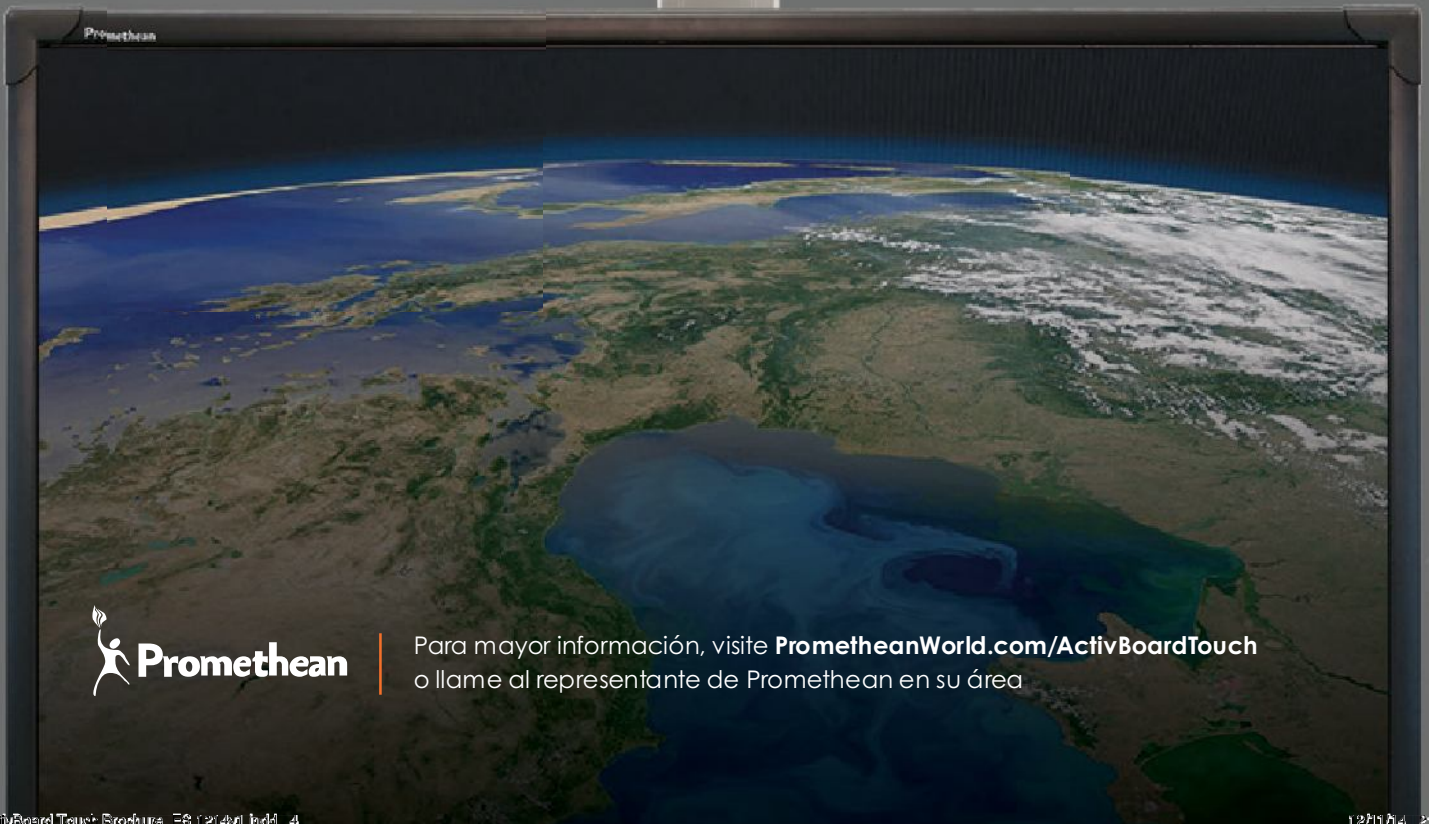 Promethean
Promethean
Para mayor información, visite PrometheanWorld.com/ActivBoardTouch
o llame al representante de Promethean en su área